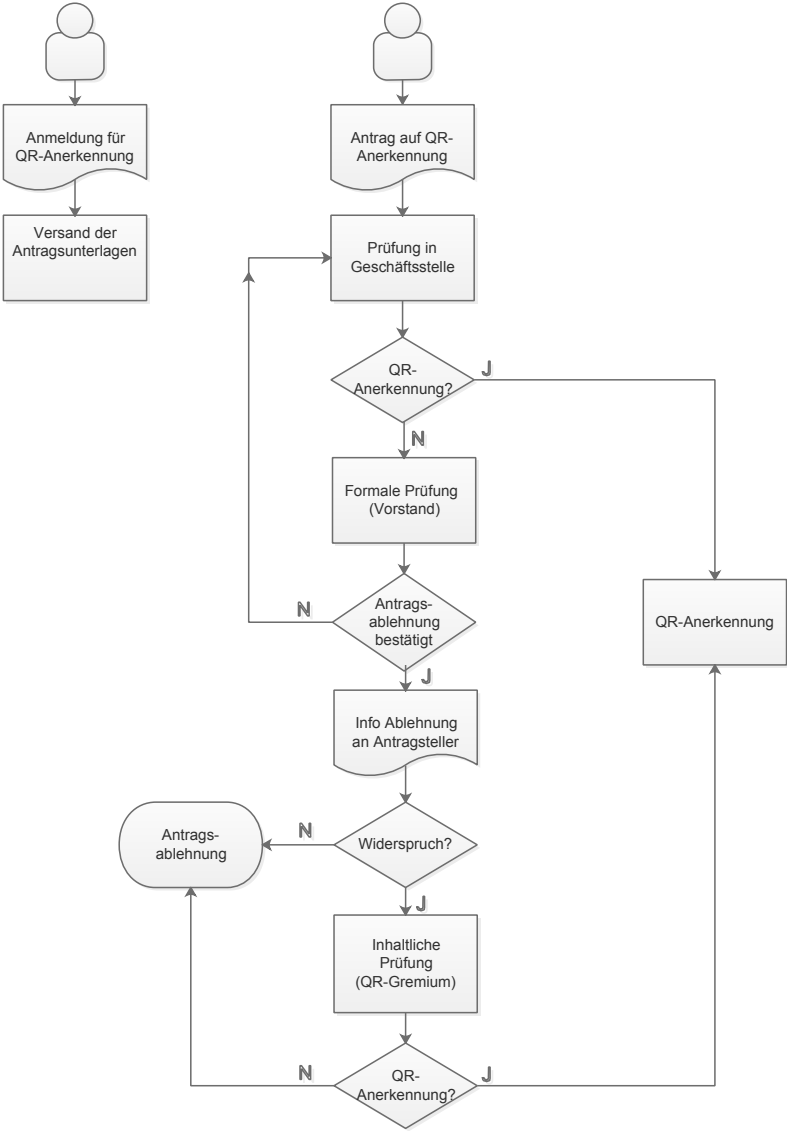 Anmeldung für
QR-Anerkennung
Versand der
Antragsunterlagen
Antrag auf QR-
Anerkennung
Prüfung in
Geschäftsstelle
QR-
Anerkennung?
J
N
Formale Prüfung
(Vorstand)
Antrags-
ablehnung
bestätigt
N
J
QR-Anerkennung
Info Ablehnung
an Antragsteller
Widerspruch?
N
Antrags-
ablehnung
J
Inhaltliche
Prüfung
(QR-Gremium)
QR-
Anerkennung?
N
J